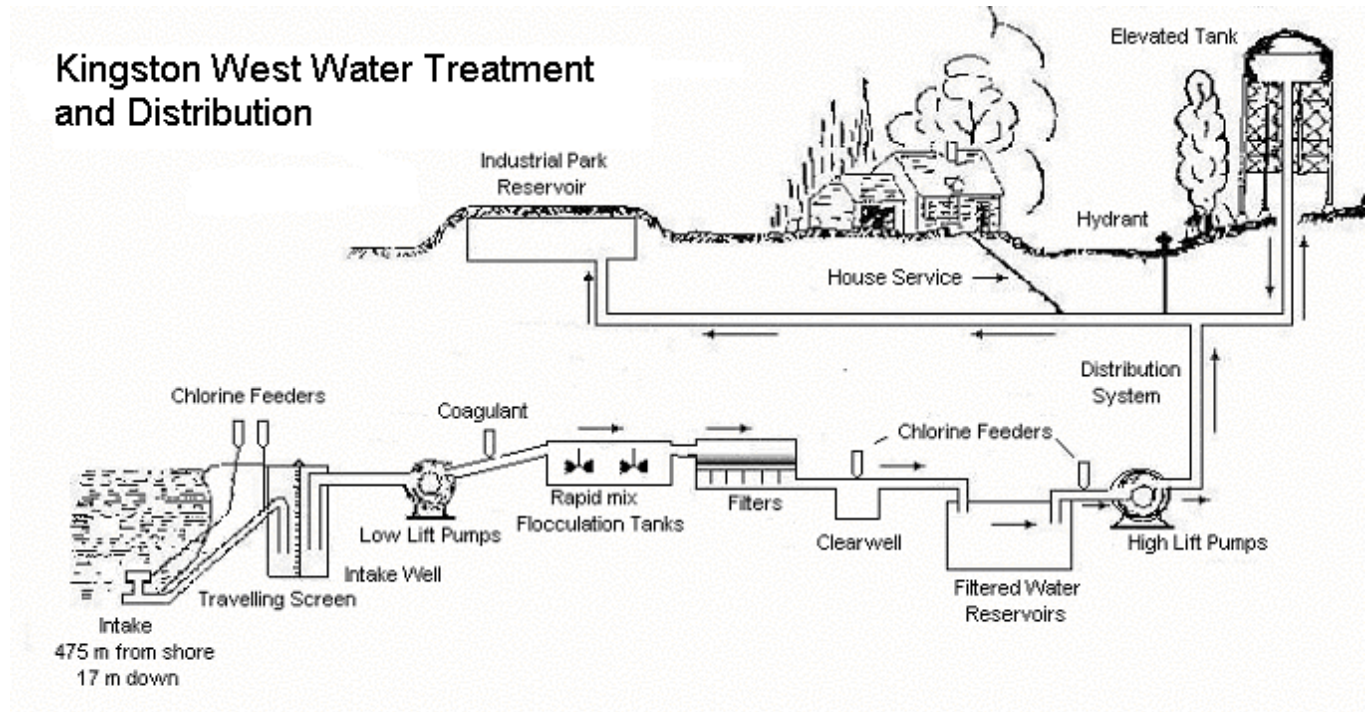 Kingston West Water Treatment
and Distribution
Elevated Tank
Industrial Park
Reservoir
Hydrant
House Service
Distribution
System
Chlorine Feeders
Coagulant
Chlorine Feeders
Rapid mix
Flocculation Tanks
Filters
Low Lift Pumps
Clearwell
High Lift Pumps
Intake Well
Travelling Screen
Filtered Water
Reservoirs
Intake
475 m from shore
17 m down